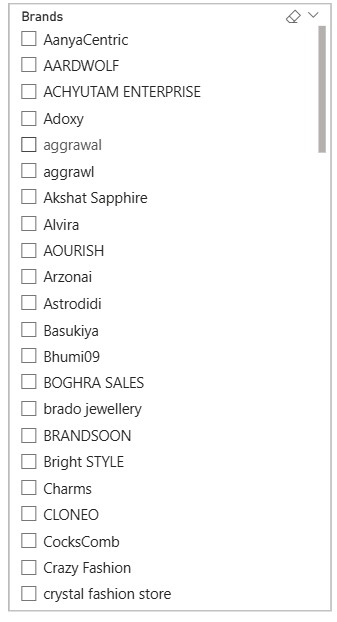 Brands
AanyaCentric
AARDWOLF
ACHYUTAM ENTERPRISE
Adoxy
aggrawal
aggrawl
Akshat Sapphire
Alvira
AOURISH
Arzonai
Astrodidi
Basukiya
Bhumi09
BOGHRA SALES
brado jewellery
BRANDSOON
Bright STYLE
Charms
CLONEO
CocksComb
Crazy Fashion
crystal fashion store